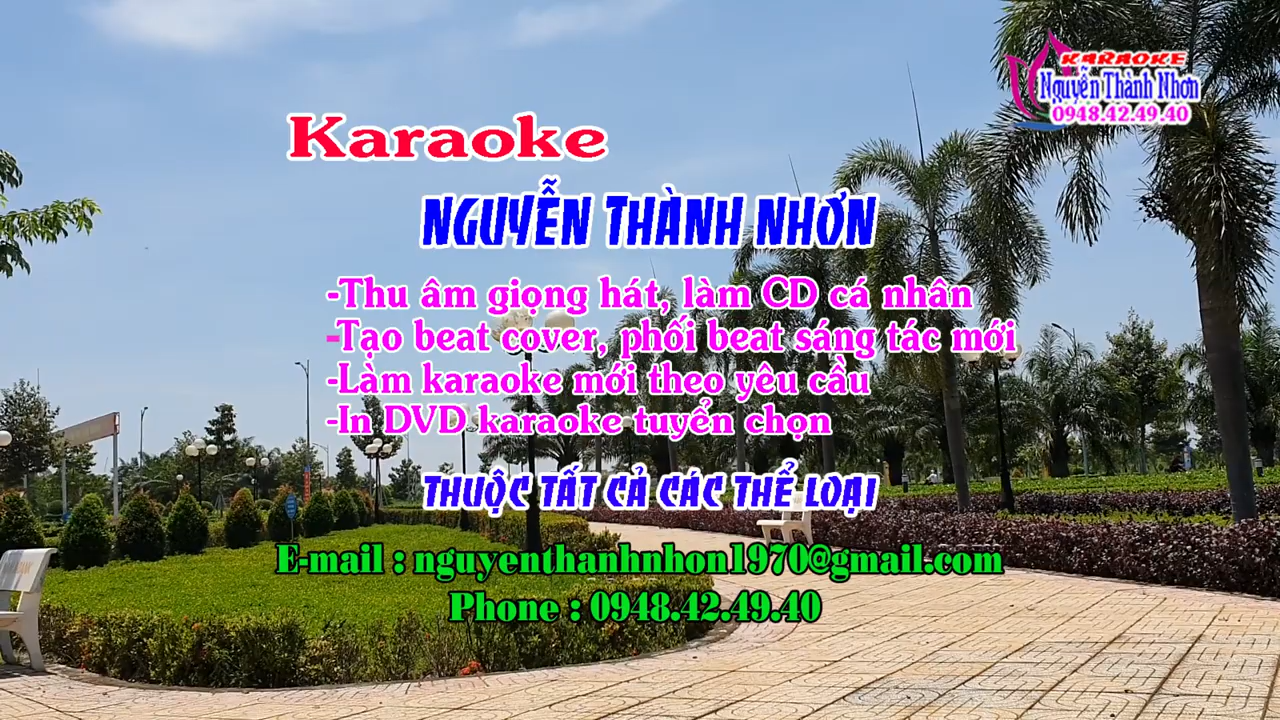 KARAOKE
Nguyễn Thành Nhơn
0948.42.49.40
Karaoke
NGUYỄN THÀNH NHƠN
-Thu âm giọng hát, làm CD cá nhân
-Tạo beat cover, phối beat sáng tác mới
-Làm karaoke mới theo yêu cầu
-In DVD karaoke tuyển chọn
THUỘC TẤT CẢ CÁC THỂ LOẠI
E-mail : nguyenthanhnhon1970@gmail.com
Phone : 0948.42.49.40